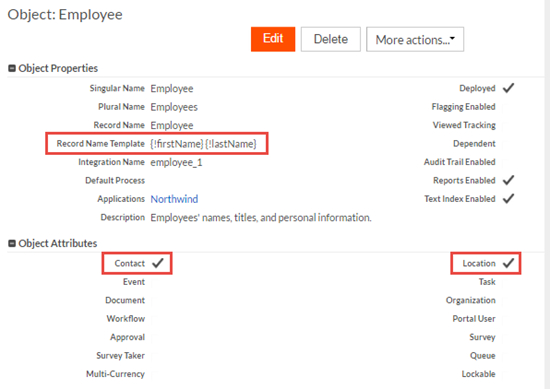 Object: Employee
Edit Delete More actions...
Object Properties
Singular Name Employee Deployed
Plural Name Employees Flagging Enabled
Record Name Employee Viewed Tracking
Record Name Template {!firstName} {!lastName} Dependent
Integration Name employee_1 Audit Trail Enabled
Default Process Reports Enabled
Applications Northwind Text Index Enabled
Description Employees' names, titles, and personal information.
Object Attributes
Contact Location
Event Task
Document Organization
Workflow Portal User
Approval Survey
Survey Taker Queue
Multi-Currency Lockable